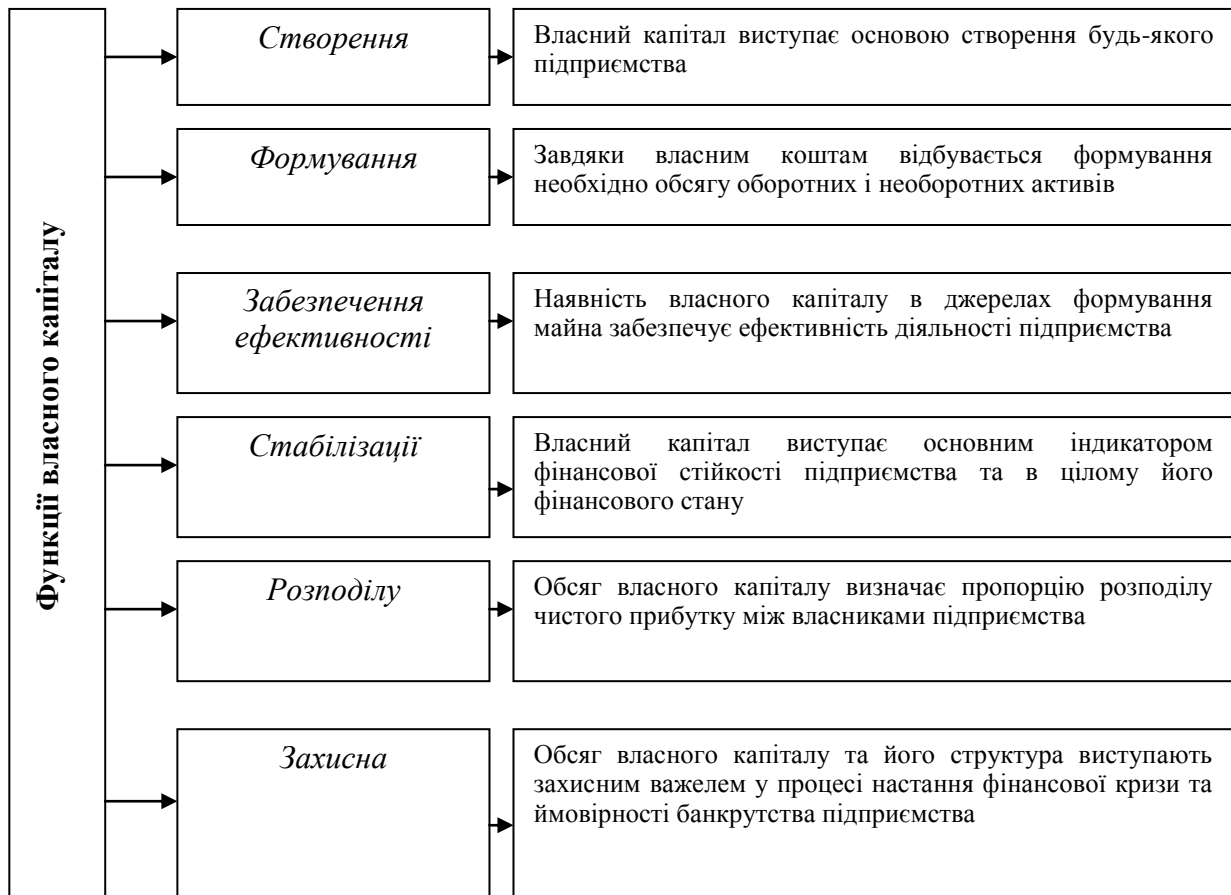 Функції власного капіталу
Створення
Власний капітал виступає основою створення будь-якого
підприємства
Формування
Завдяки власним коштам відбувається формування
необхідно обсягу оборотних і необоротних активів
Забезпечення
ефективності
Наявність власного капіталу в джерелах формування
майна забезпечує ефективність діяльності підприємства
Стабілізації
Власний капітал виступає основним індикатором
фінансової стійкості підприємства та в цілому його
фінансового стану
Розподілу
Обсяг власного капіталу визначає пропорцію розподілу
чистого прибутку між власниками підприємства
Захисна
Обсяг власного капіталу та його структура виступають
захисним важелем у процесі настання фінансової кризи та
ймовірності банкрутства підприємства